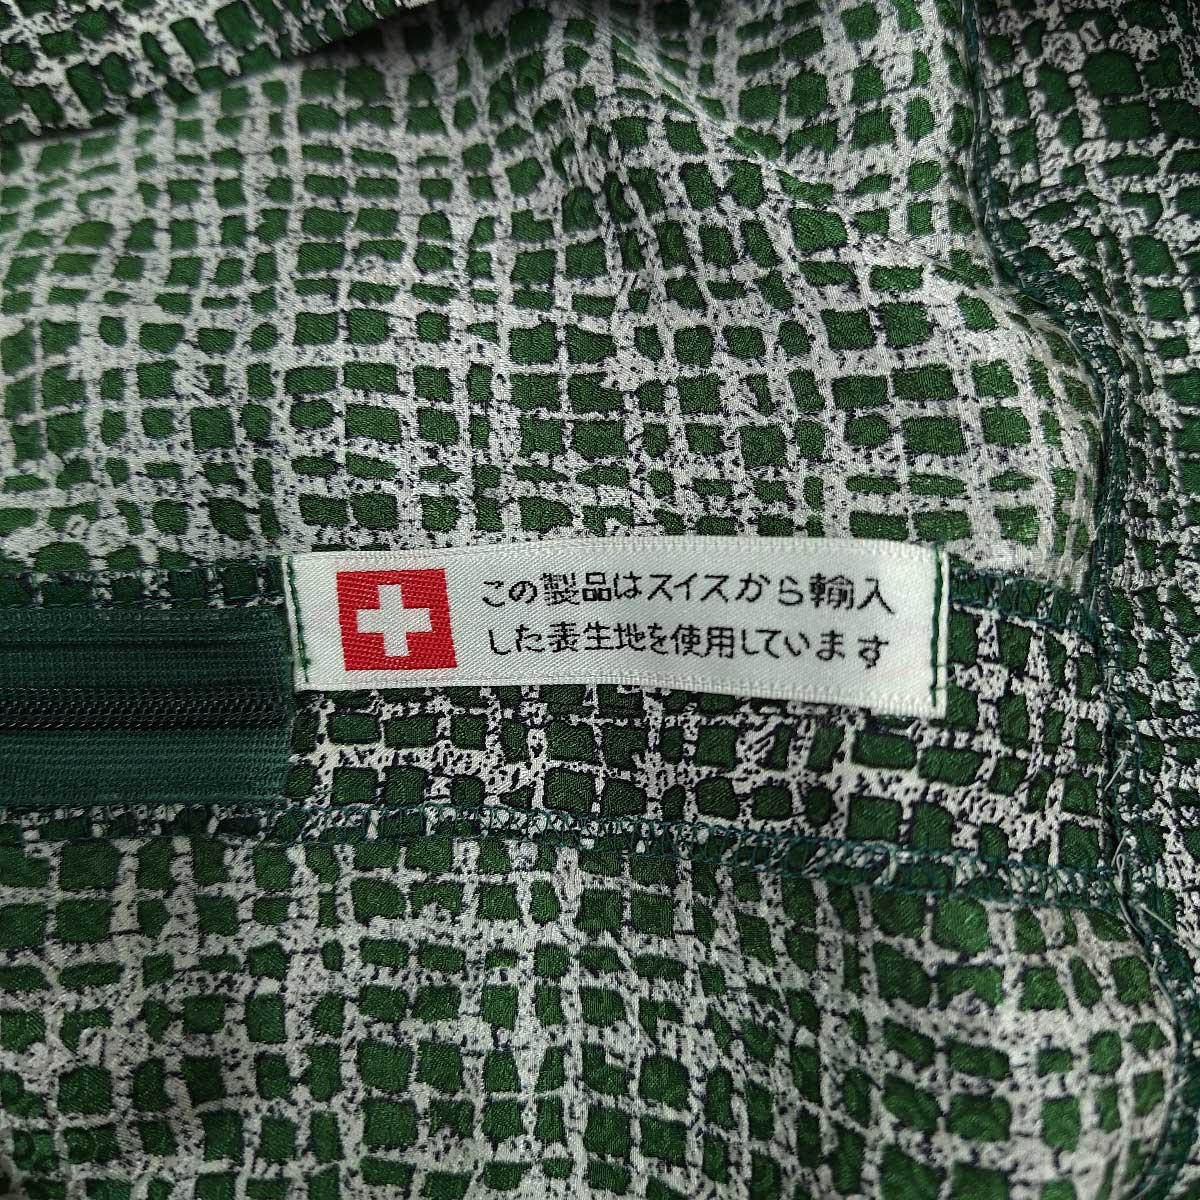 この製品はスイスから輸入
した表生地を使用しています